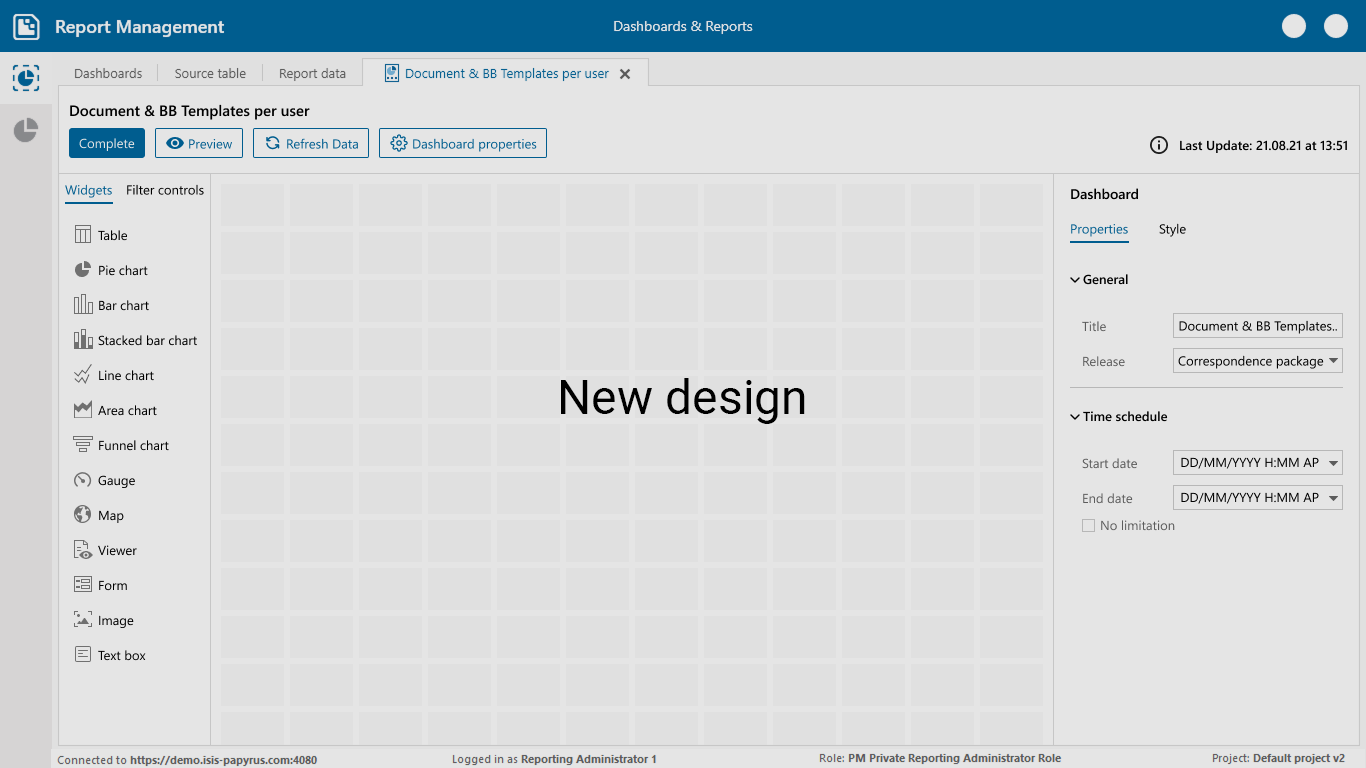 Report Management
Dashboards & Reports
Dashboards
Source table
Report data
Document & BB Templates per user
Document & BB Templates per user
Complete
Preview
Refresh Data
Dashboard properties
Last Update: 21.08.21 at 13:51
Widgets
Filter controls
Table
Pie chart
Bar chart
Stacked bar chart
Line chart
Area chart
Funnel chart
Gauge
Map
Viewer
Form
Image
Text box
New design
Dashboard
Properties
Style
General
Title
Document & BB Templates..
Release
Correspondence package
Time schedule
Start date
DD/MM/YYYY H:MM AP
End date
DD/MM/YYYY H:MM AP
No limitation
Connected to https://demo.isis-papyrus.com:4080
Logged in as Reporting Administrator 1
Role: PM Private Reporting Administrator Role
Project: Default project v2